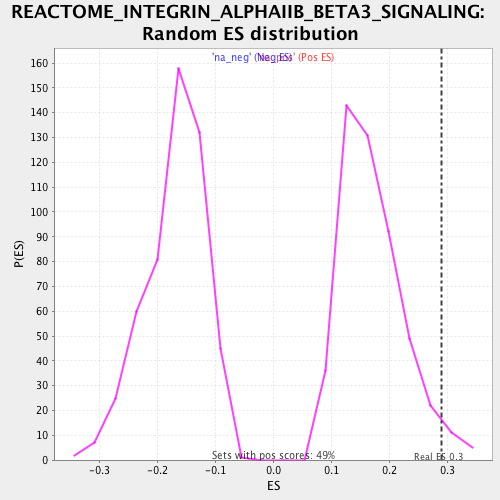 REACTOME_INTEGRIN_ALPHAIIB_BETA3_SIGNALING:
Random ES distribution
'na_neg' (Neg ES)
(Pos ES)
160
150
140
130
120
110
100
90
80
70
60
50
40
30
20
10
0
P(ES)
Sets with pos scores: 49%
Real ES 0.3
-0.3 -0.2 -0.1 0.0 0.1 0.2 0.3
ES